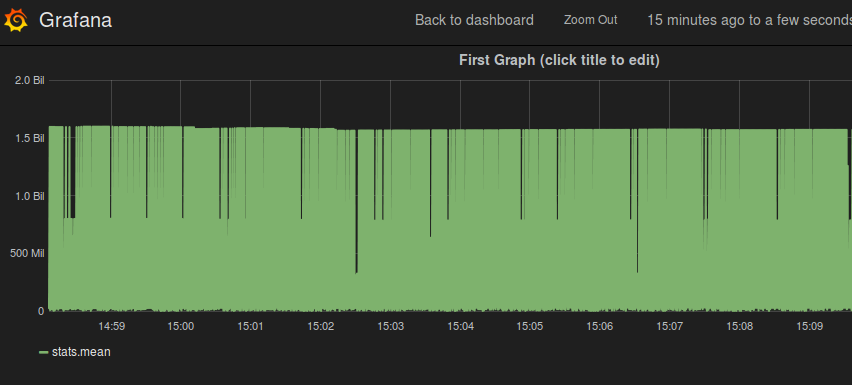 Grafana Back to dashboard Zoom Out 15 minutes ago to a few seconds
First Graph (click title to edit)
2.0 Bil
1.5 Bil
1.0 Bil
500 Mil
0
14:59 15:00 15:01 15:02 15:03 15:04 15:05 15:06 15:07 15:08 15:09
stats.mean